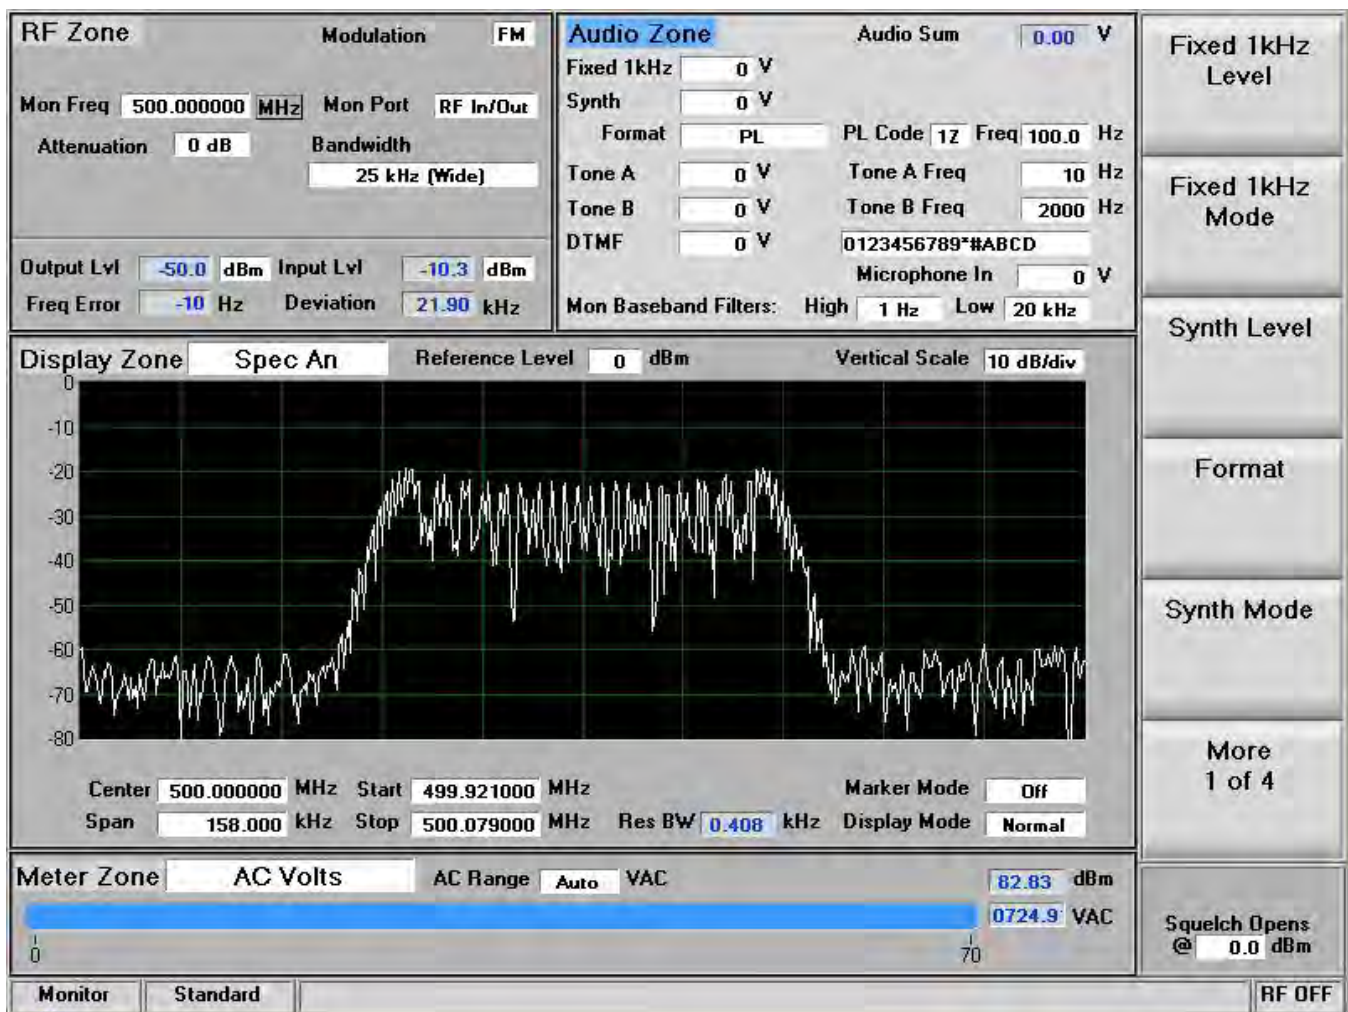 RF Zone Modulation FM
Mon Freq 500.000000 MHz Mon Port RF In/Out
Attenuation 0 dB Bandwidth
25 kHz (Wide)
Output Lvl -50.0 dBm Input Lvl -10.3 dBm
Freq Error -10 Hz Deviation 21.90 kHz
Audio Zone Audio Sum 0.00 V
Fixed 1kHz 0 V
Synth 0 V
Format PL PL Code 1Z Freq 100.0 Hz
Tone A 0 V Tone A Freq 10 Hz
Tone B 0 V Tone B Freq 2000 Hz
DTMF 0 V 0123456789*#ABCD
Microphone In 0 V
Mon Baseband Filters: High 1 Hz Low 20 kHz
Display Zone Spec An Reference Level 0 dBm Vertical Scale 10 dB/div
0
-10
-20
-30
-40
-50
-60
-70
-80
Center 500.000000 MHz Start 499.921000 MHz Marker Mode Off
Span 158.000 kHz Stop 500.079000 MHz Res BW 0.408 kHz Display Mode Normal
Meter Zone AC Volts AC Range Auto VAC 82.83 dBm
0724.9 VAC
0 70
Fixed 1kHz
Level
Fixed 1kHz
Mode
Synth Level
Format
Synth Mode
More
1 of 4
Squelch Opens
@ 0.0 dBm
Monitor Standard RF OFF